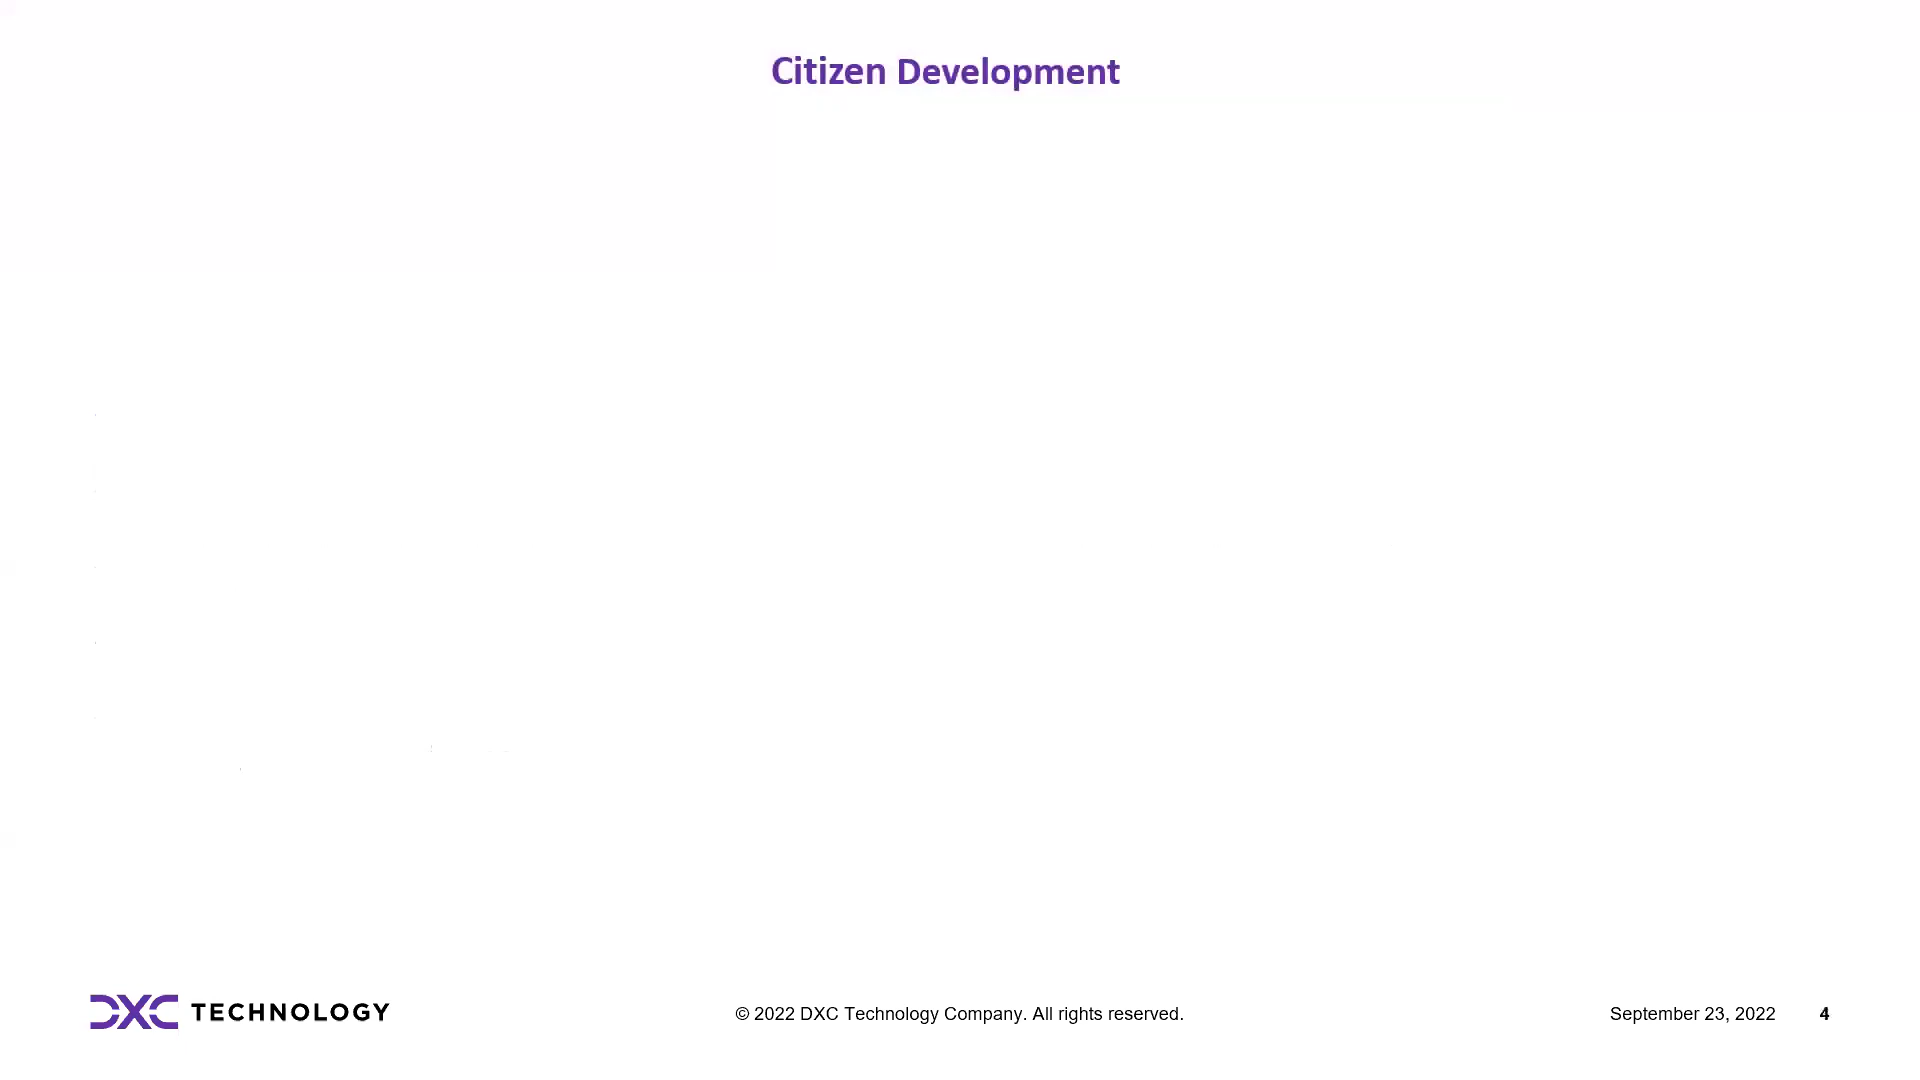 Citizen Development
DXC TECHNOLOGY
© 2022 DXC Technology Company. All rights reserved.
September 23, 2022
4